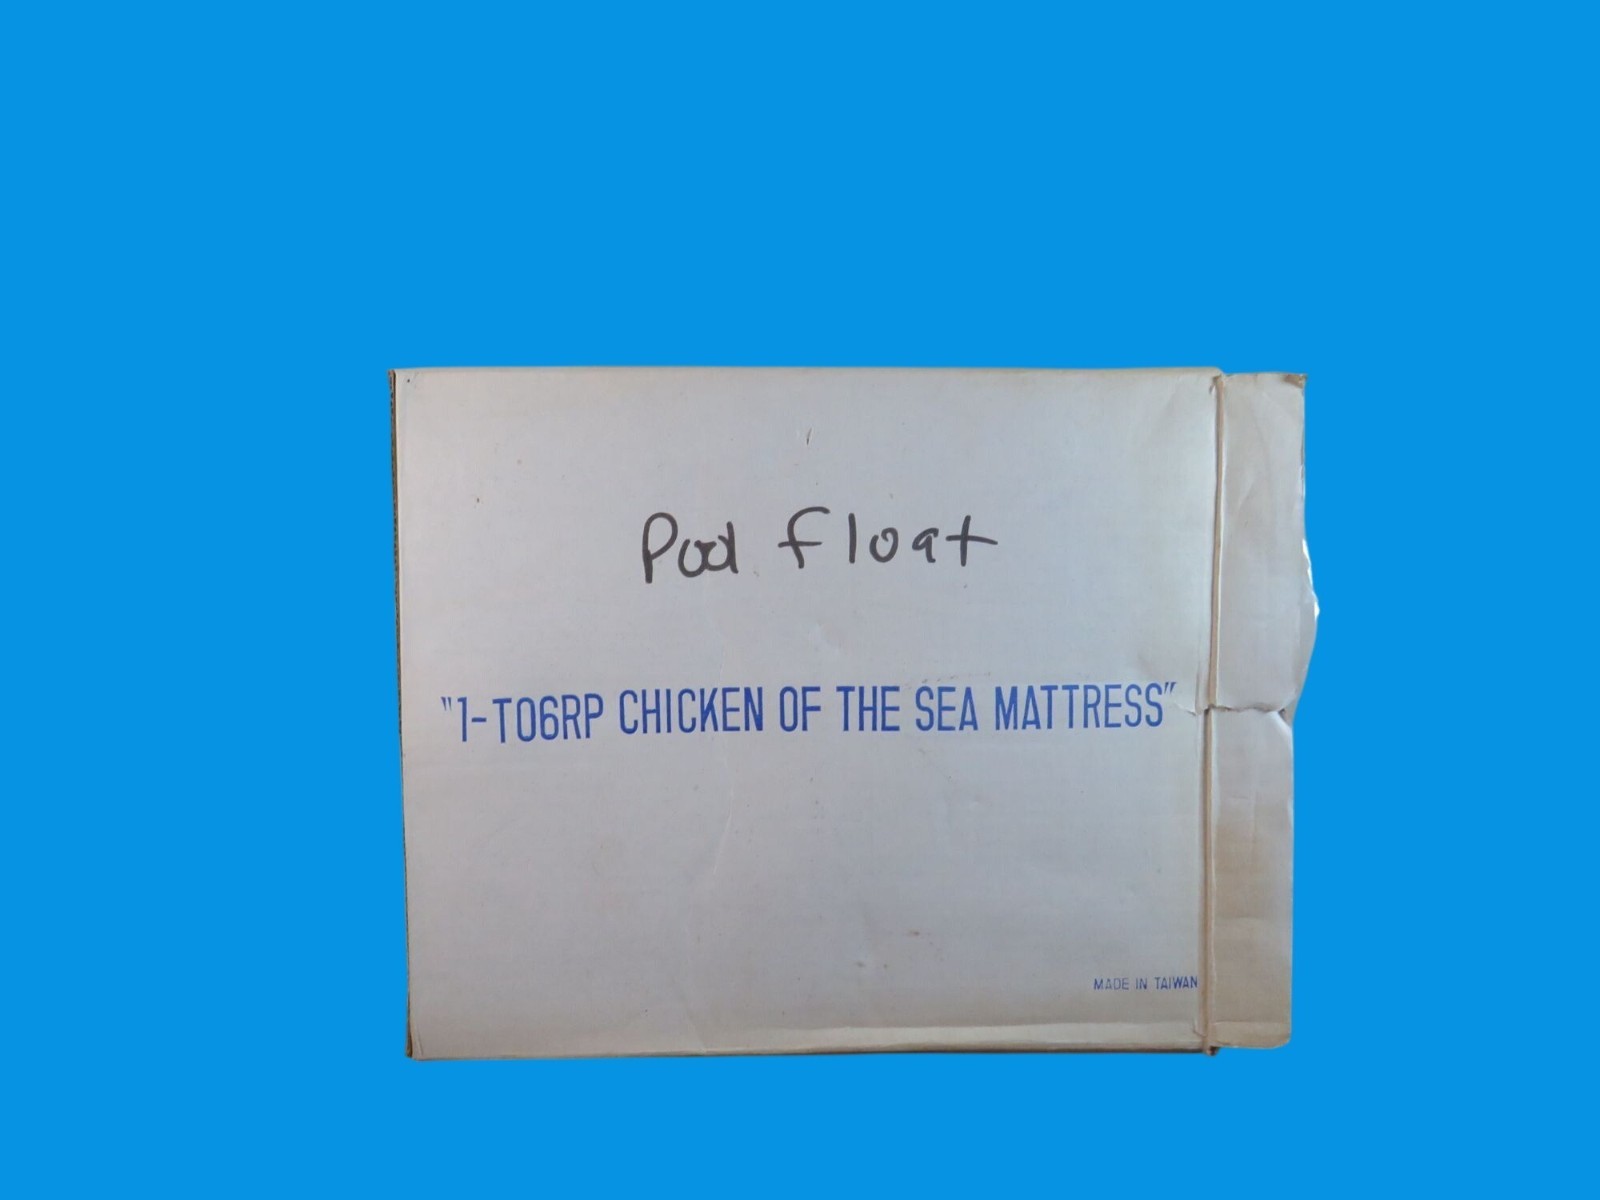 Pool float
"1-T06RP CHICKEN OF THE SEA MATTRESS"
MADE IN TAIWAN